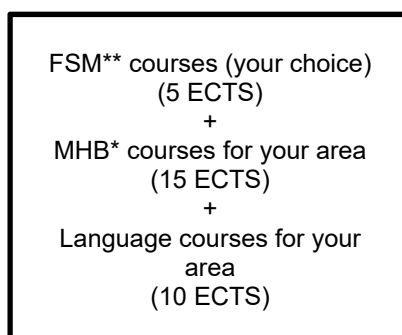 FSM** courses (your choice)
(5 ECTS)
+
MHB* courses for your area
(15 ECTS)
+
Language courses for your
area
(10 ECTS)